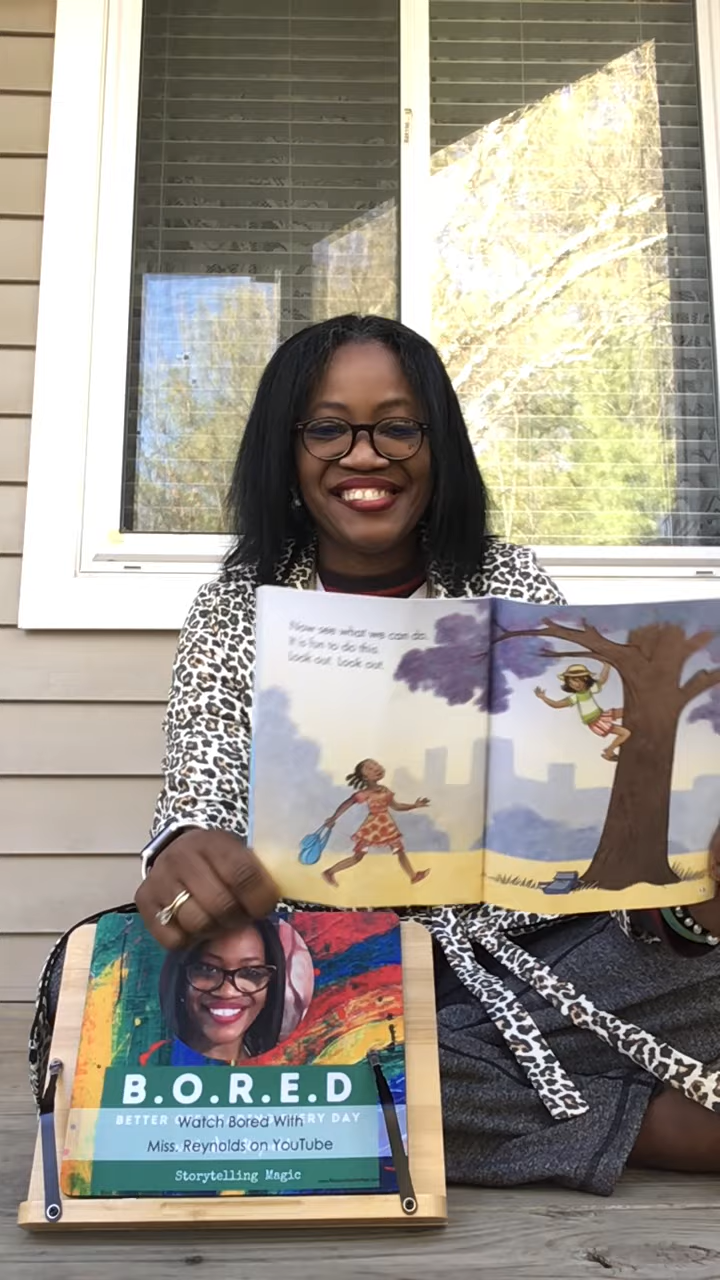 Now see what we can do.
It is fun to do this.
Look out. Look out.
B.O.R.E.D
BETTER EVERY DAY
Watch Bored With
Miss. Reynolds on YouTube
Storytelling Magic